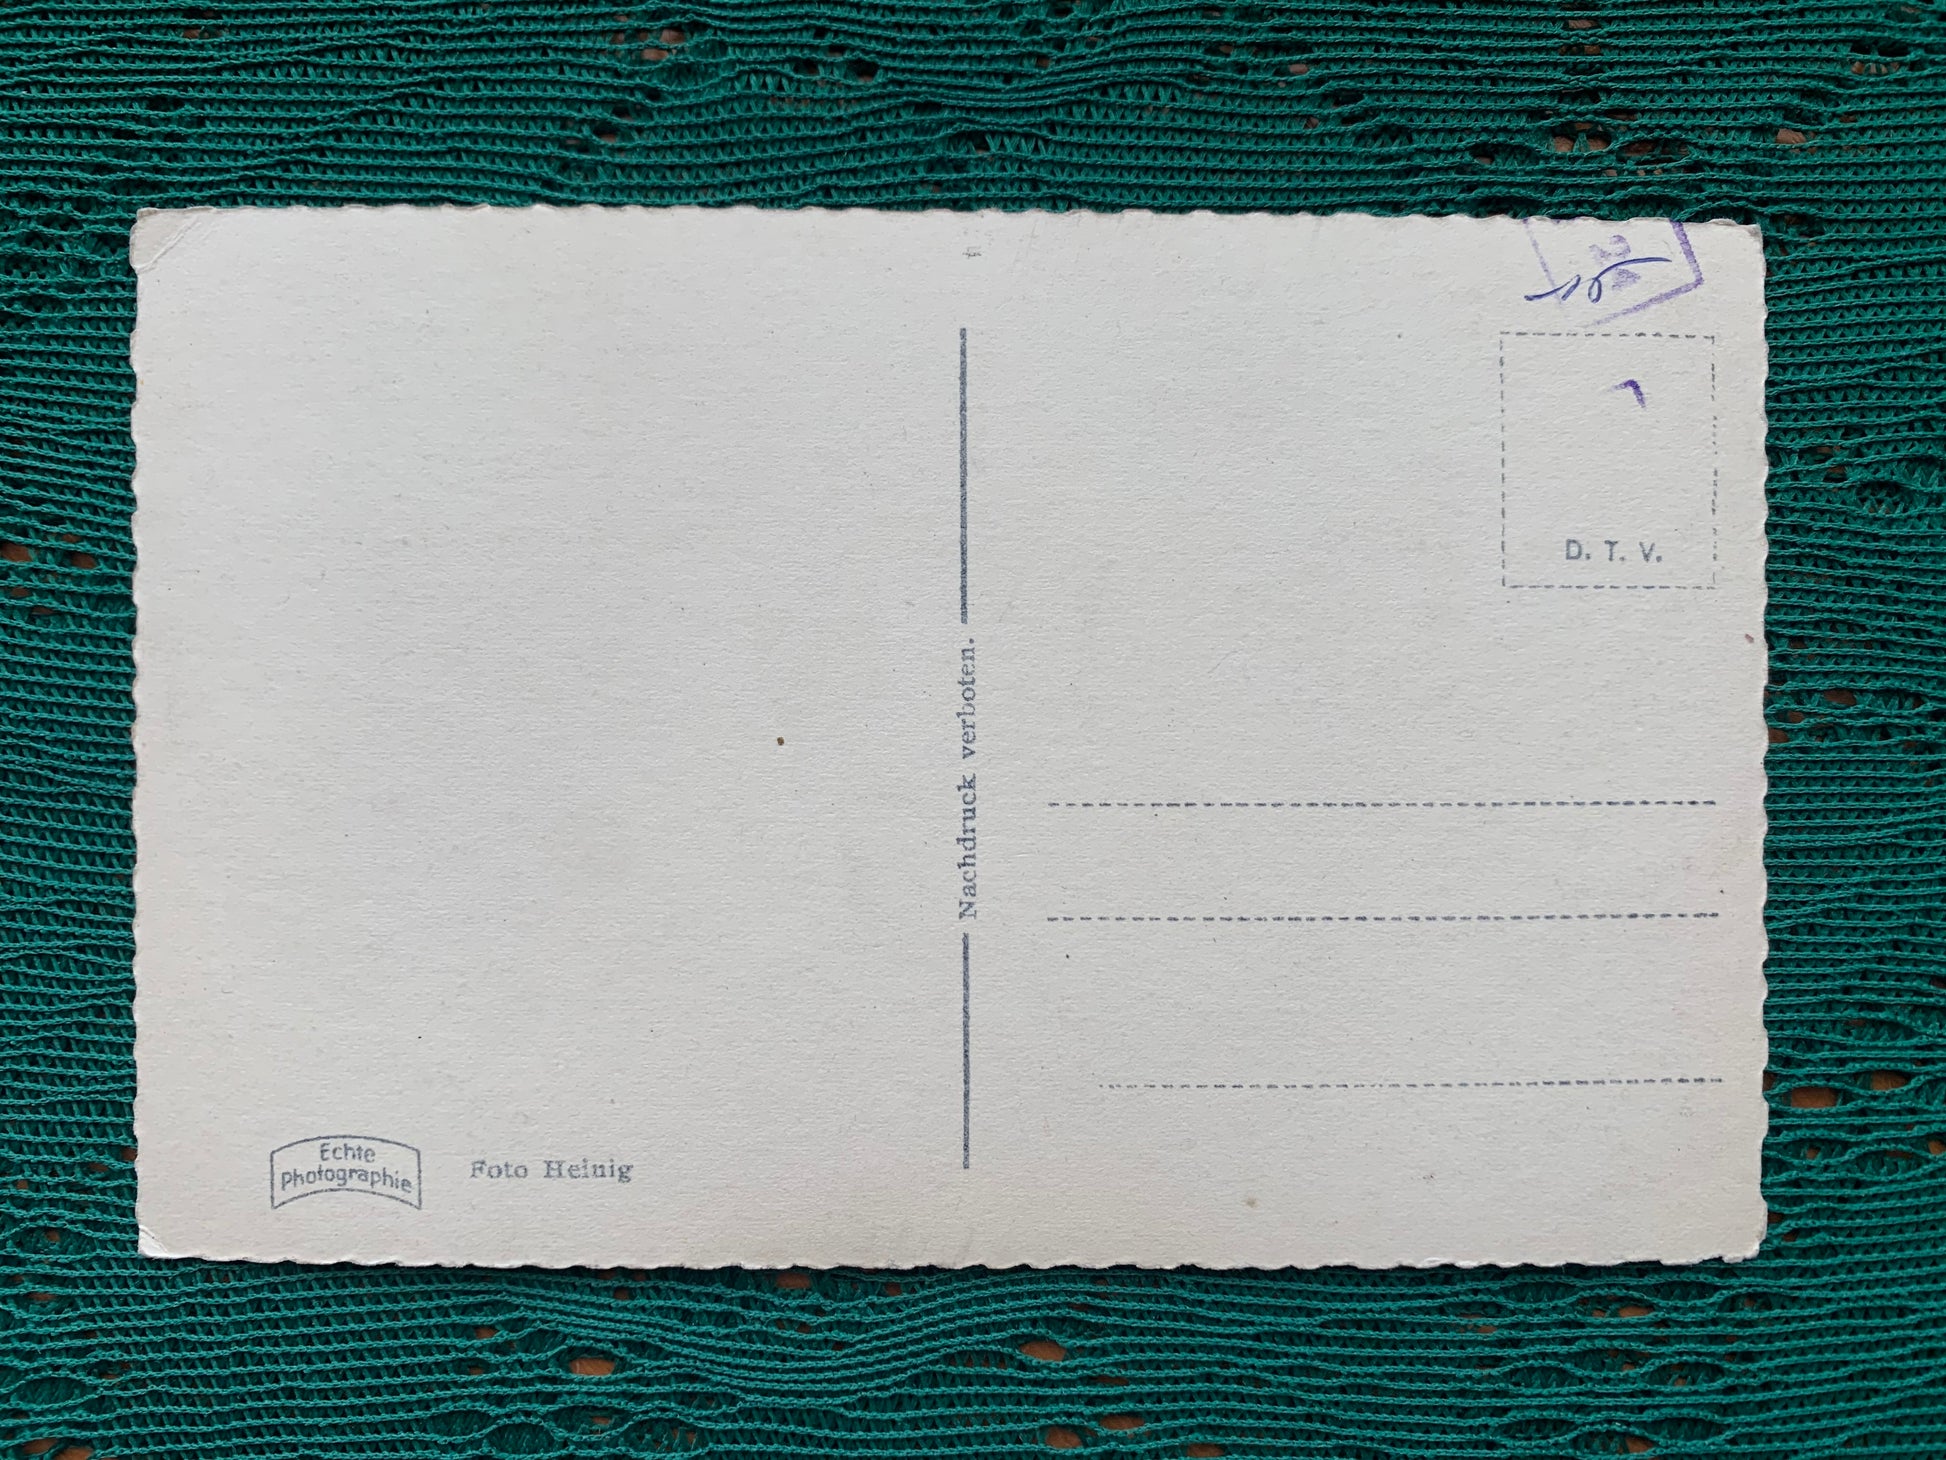 D. T. V.
Nachdruck verboten.
Echte
Photographie
Foto Heinig